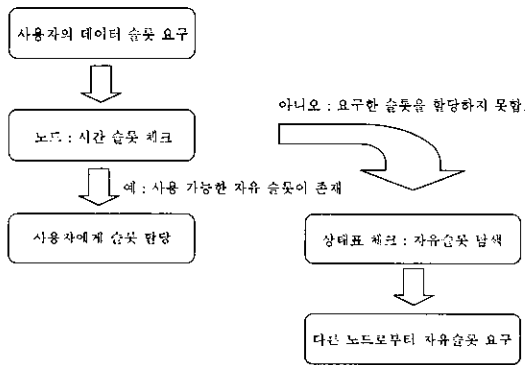 사용자의 데이터 슬롯 요구
노드 : 시간 슬롯 체크
아니오 : 요구한 슬롯을 할당하지 못함.
예 : 사용 가능한 자유 슬롯이 존재
사용자에게 슬롯 할당
상태표 체크 : 자유슬롯 탐색
다른 노드로부터 자유슬롯 요구